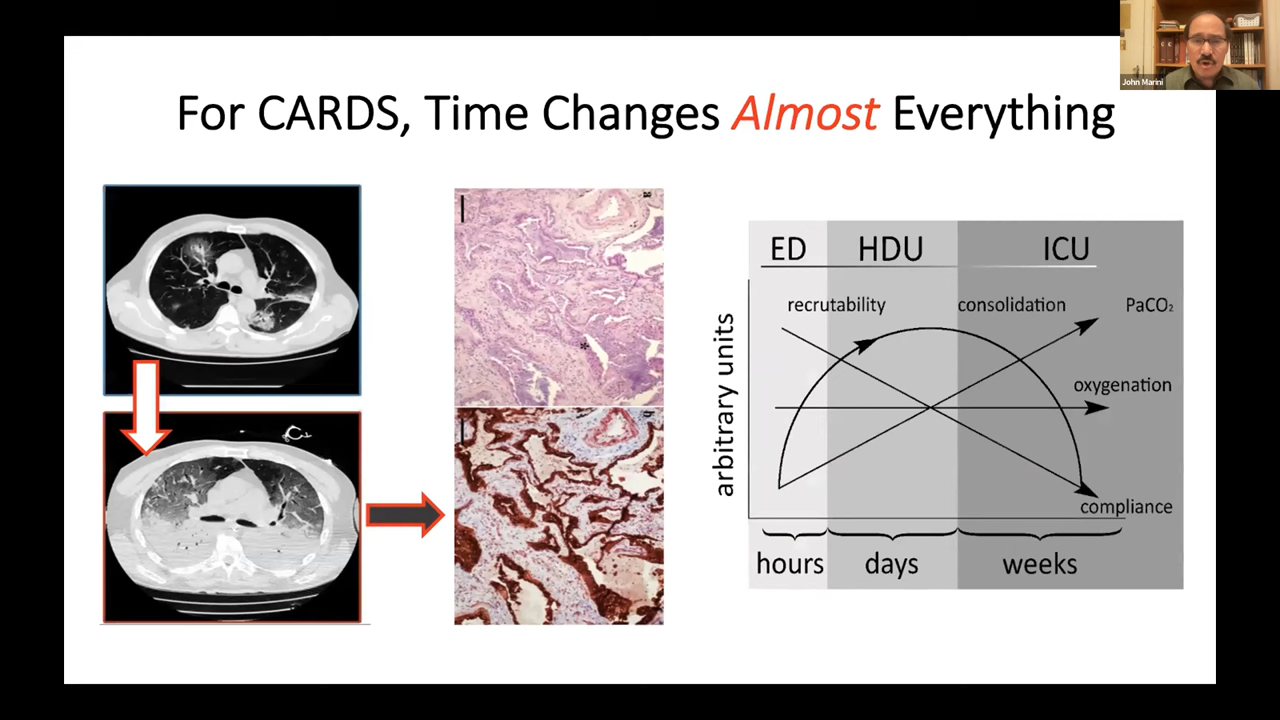 John Marini
For CARDS, Time Changes Almost Everything
ED HDU ICU
recrutability consolidation PaCO₂
oxygenation
compliance
arbitrary units
hours days weeks